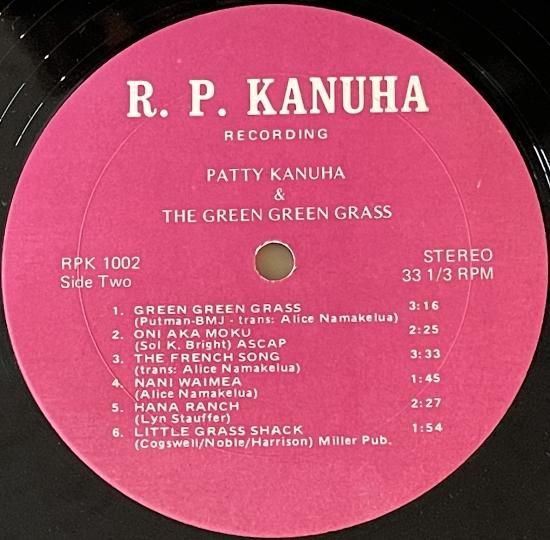 R. P. KANUHA
RECORDING
PATTY KANUHA
&
THE GREEN GREEN GRASS
RPK 1002
Side Two
STEREO
33 1/3 RPM
1. GREEN GREEN GRASS 3:16
(Putman-BMJ - trans: Alice Namakelua)
2. ONI AKA MOKU 2:25
(Sol K. Bright) ASCAP
3. THE FRENCH SONG 3:33
(trans: Alice Namakelua)
4. NANI WAIMEA 1:45
(Alice Namakelua)
5. HANA RANCH 2:27
(Lyn Stauffer)
6. LITTLE GRASS SHACK 1:54
(Cogswell/Noble/Harrison) Miller Pub.